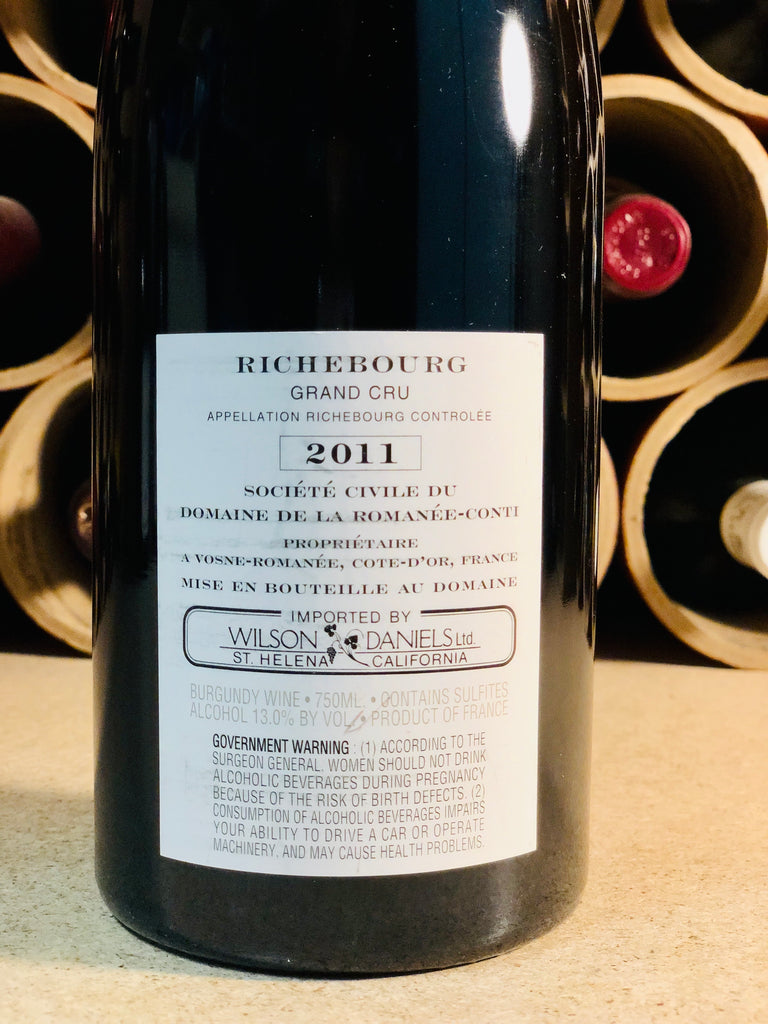 RICHEBOURG
GRAND CRU
APPELLATION RICHEBOURG CONTROLÉE
2011
SOCIÉTÉ CIVILE DU
DOMAINE DE LA ROMANÉE-CONTI
PROPRIÉTAIRE
A VOSNE-ROMANÉE, COTE-D'OR, FRANCE
MISE EN BOUTEILLE AU DOMAINE
IMPORTED BY
WILSON DANIELS Ltd.
ST. HELENA CALIFORNIA
BURGUNDY WINE • 750ML. • CONTAINS SULFITES
ALCOHOL 13.0% BY VOL. • PRODUCT OF FRANCE
GOVERNMENT WARNING : (1) ACCORDING TO THE
SURGEON GENERAL, WOMEN SHOULD NOT DRINK
ALCOHOLIC BEVERAGES DURING PREGNANCY
BECAUSE OF THE RISK OF BIRTH DEFECTS. (2)
CONSUMPTION OF ALCOHOLIC BEVERAGES IMPAIRS
YOUR ABILITY TO DRIVE A CAR OR OPERATE
MACHINERY, AND MAY CAUSE HEALTH PROBLEMS.